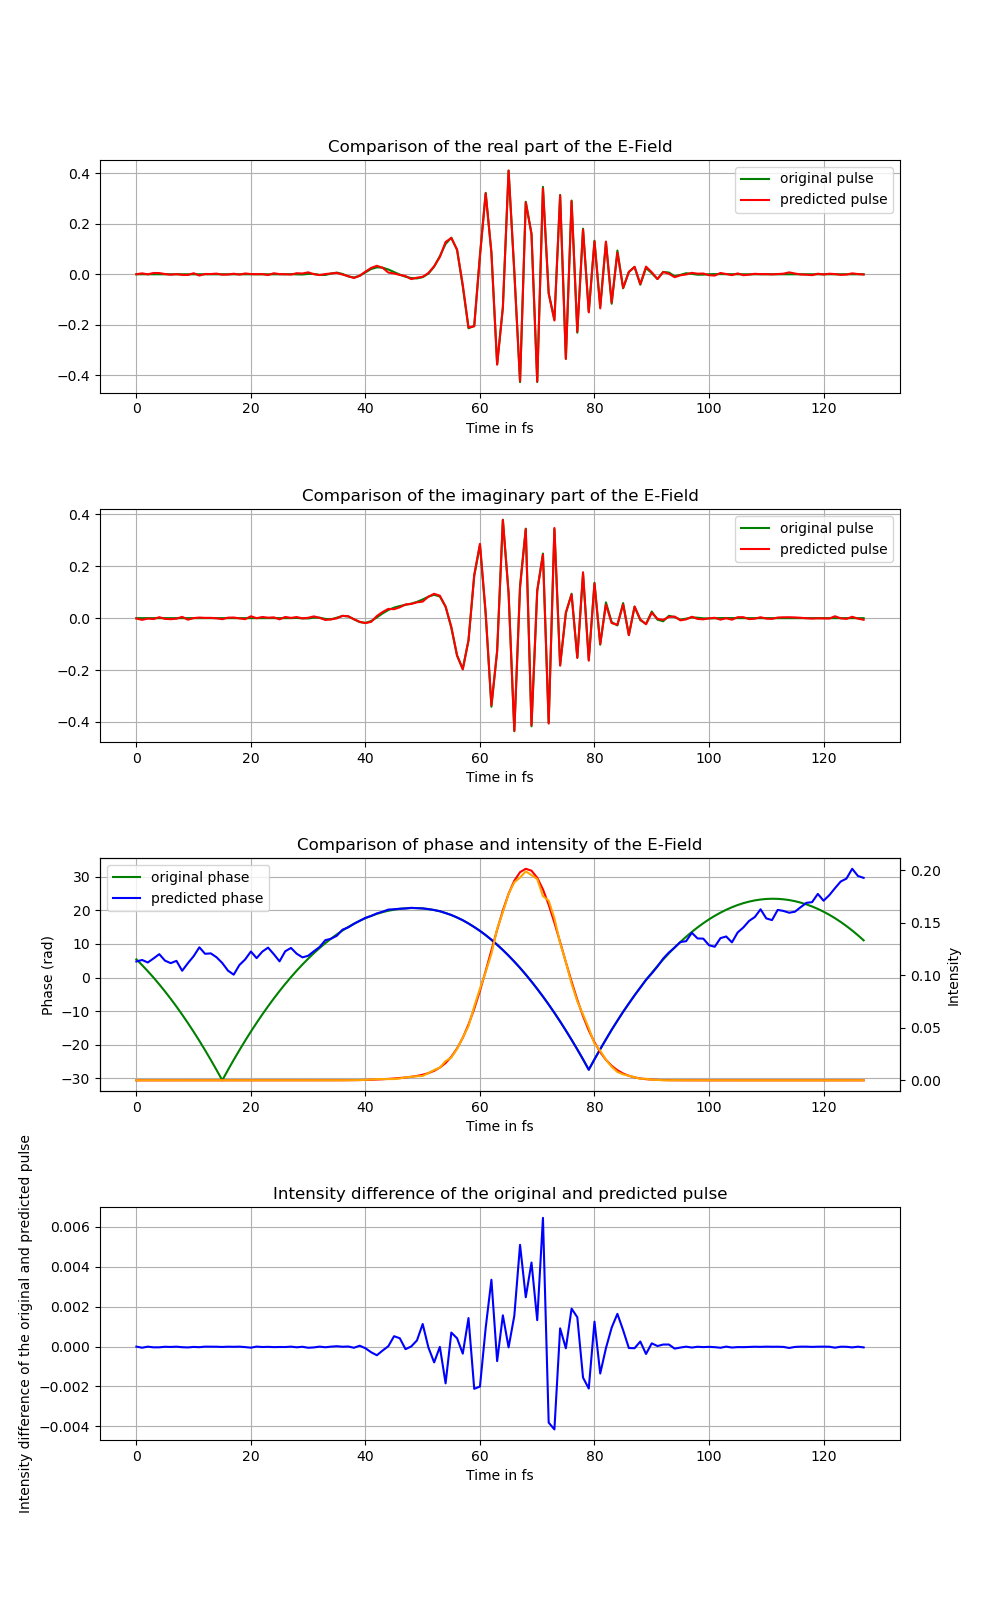 Comparison of the real part of the E-Field
0.4
0.2
0.0
−0.2
−0.4
original pulse
predicted pulse
0 20 40 60 80 100 120
Time in fs
Comparison of the imaginary part of the E-Field
0.4
0.2
0.0
−0.2
−0.4
original pulse
predicted pulse
0 20 40 60 80 100 120
Time in fs
Comparison of phase and intensity of the E-Field
Phase (rad)
30
20
10
0
−10
−20
−30
original phase
predicted phase
0.20
0.15
0.10
0.05
0.00
Intensity
0 20 40 60 80 100 120
Time in fs
Intensity difference of the original and predicted pulse
Intensity difference of the original and predicted pulse
0.006
0.004
0.002
0.000
−0.002
−0.004
0 20 40 60 80 100 120
Time in fs